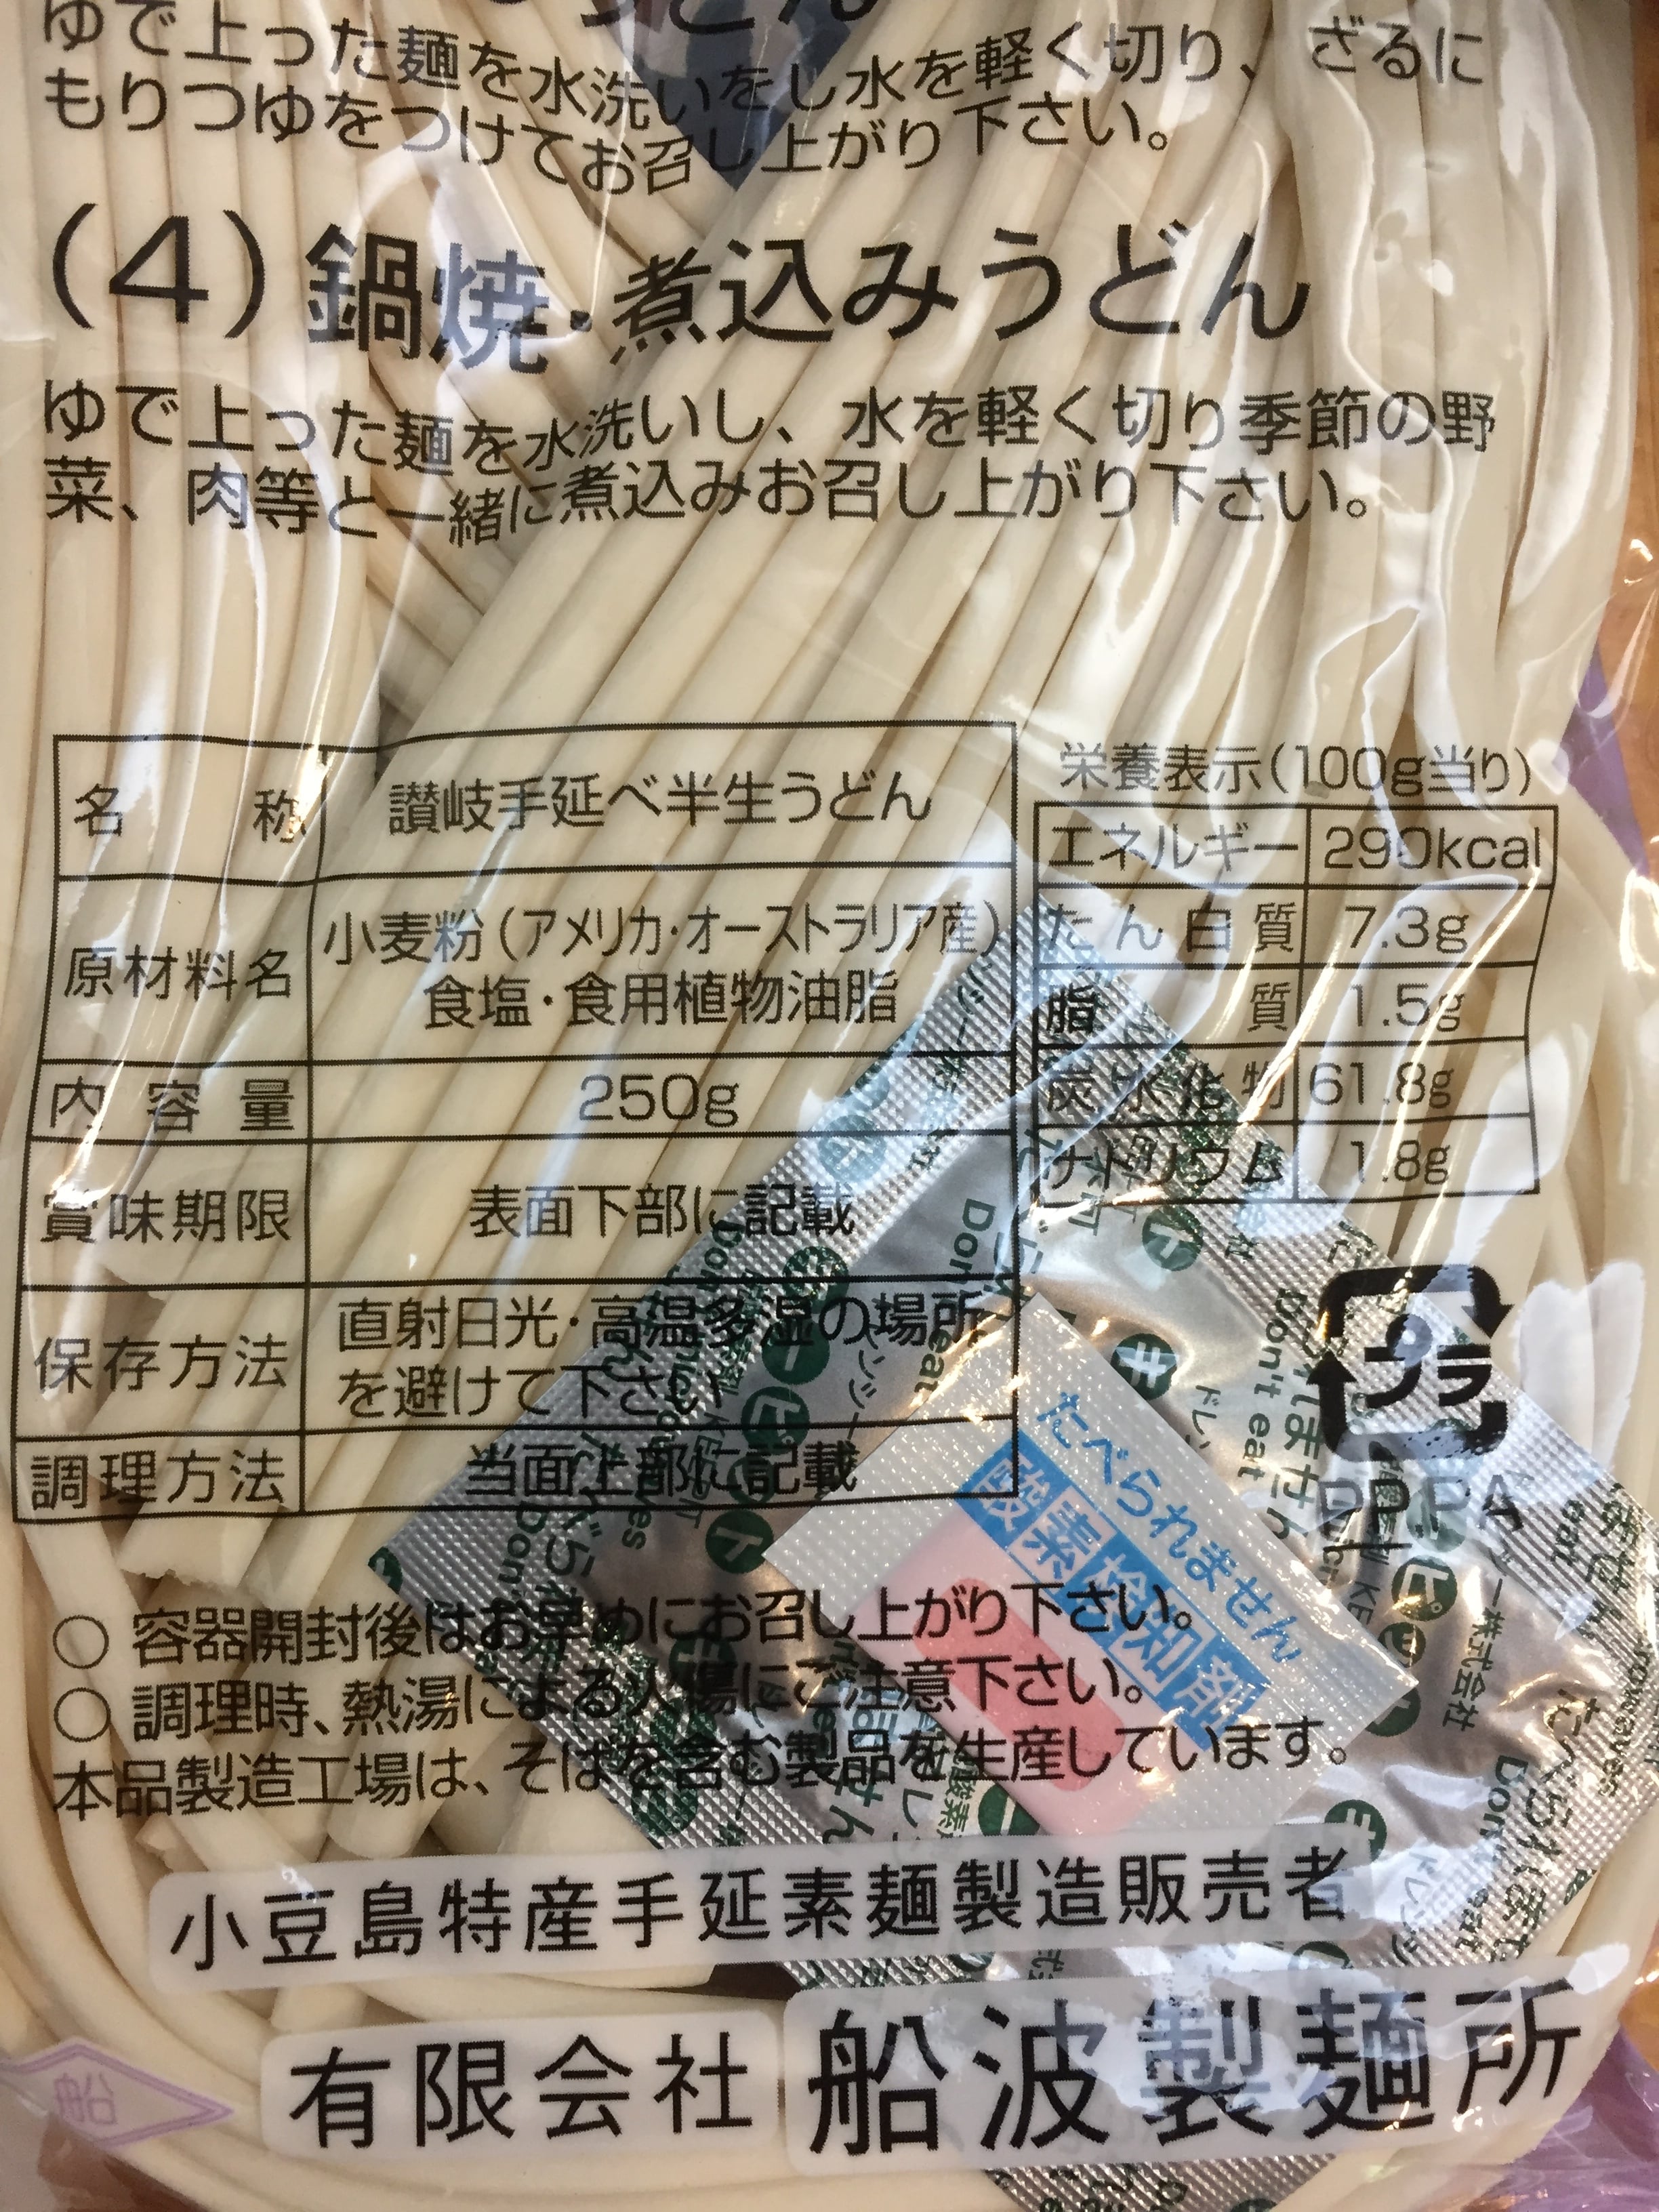 ゆで上った麺を水洗いをし水を軽く切り、ざるに
もりつゆをつけてお召し上がり下さい。
(4)鍋焼・煮込みうどん
ゆで上った麺を水洗いし、水を軽く切り季節の野
菜、肉等と一緒に煮込みお召し上がり下さい。
名称 讃岐手延べ半生うどん
原材料名 小麦粉(アメリカ・オーストラリア産)
食塩・食用植物油脂
内容量 250g
賞味期限 表面下部に記載
保存方法 直射日光・高温多湿の場所
を避けて下さい
調理方法 当面上部に記載
栄養表示(100g当り)
エネルギー 290kcal
たん白質 7.3g
脂質 1.5g
炭水化物 61.8g
ナトリウム 1.8g
プラ
たべられません
酸素検知剤
○ 容器開封後はお早めにお召し上がり下さい。
○ 調理時、熱湯による火傷にご注意下さい。
本品製造工場は、そばを含む製品を生産しています。
小豆島特産手延素麺製造販売者
有限会社 船波製麺所
船